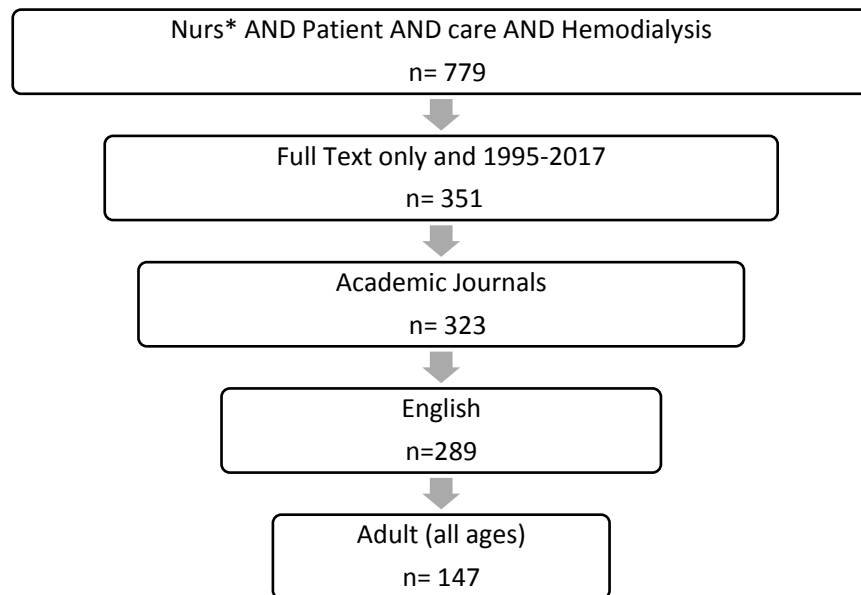 Nurs* AND Patient AND care AND Hemodialysis
n= 779
Full Text only and 1995-2017
n= 351
Academic Journals
n= 323
English
n=289
Adult (all ages)
n= 147